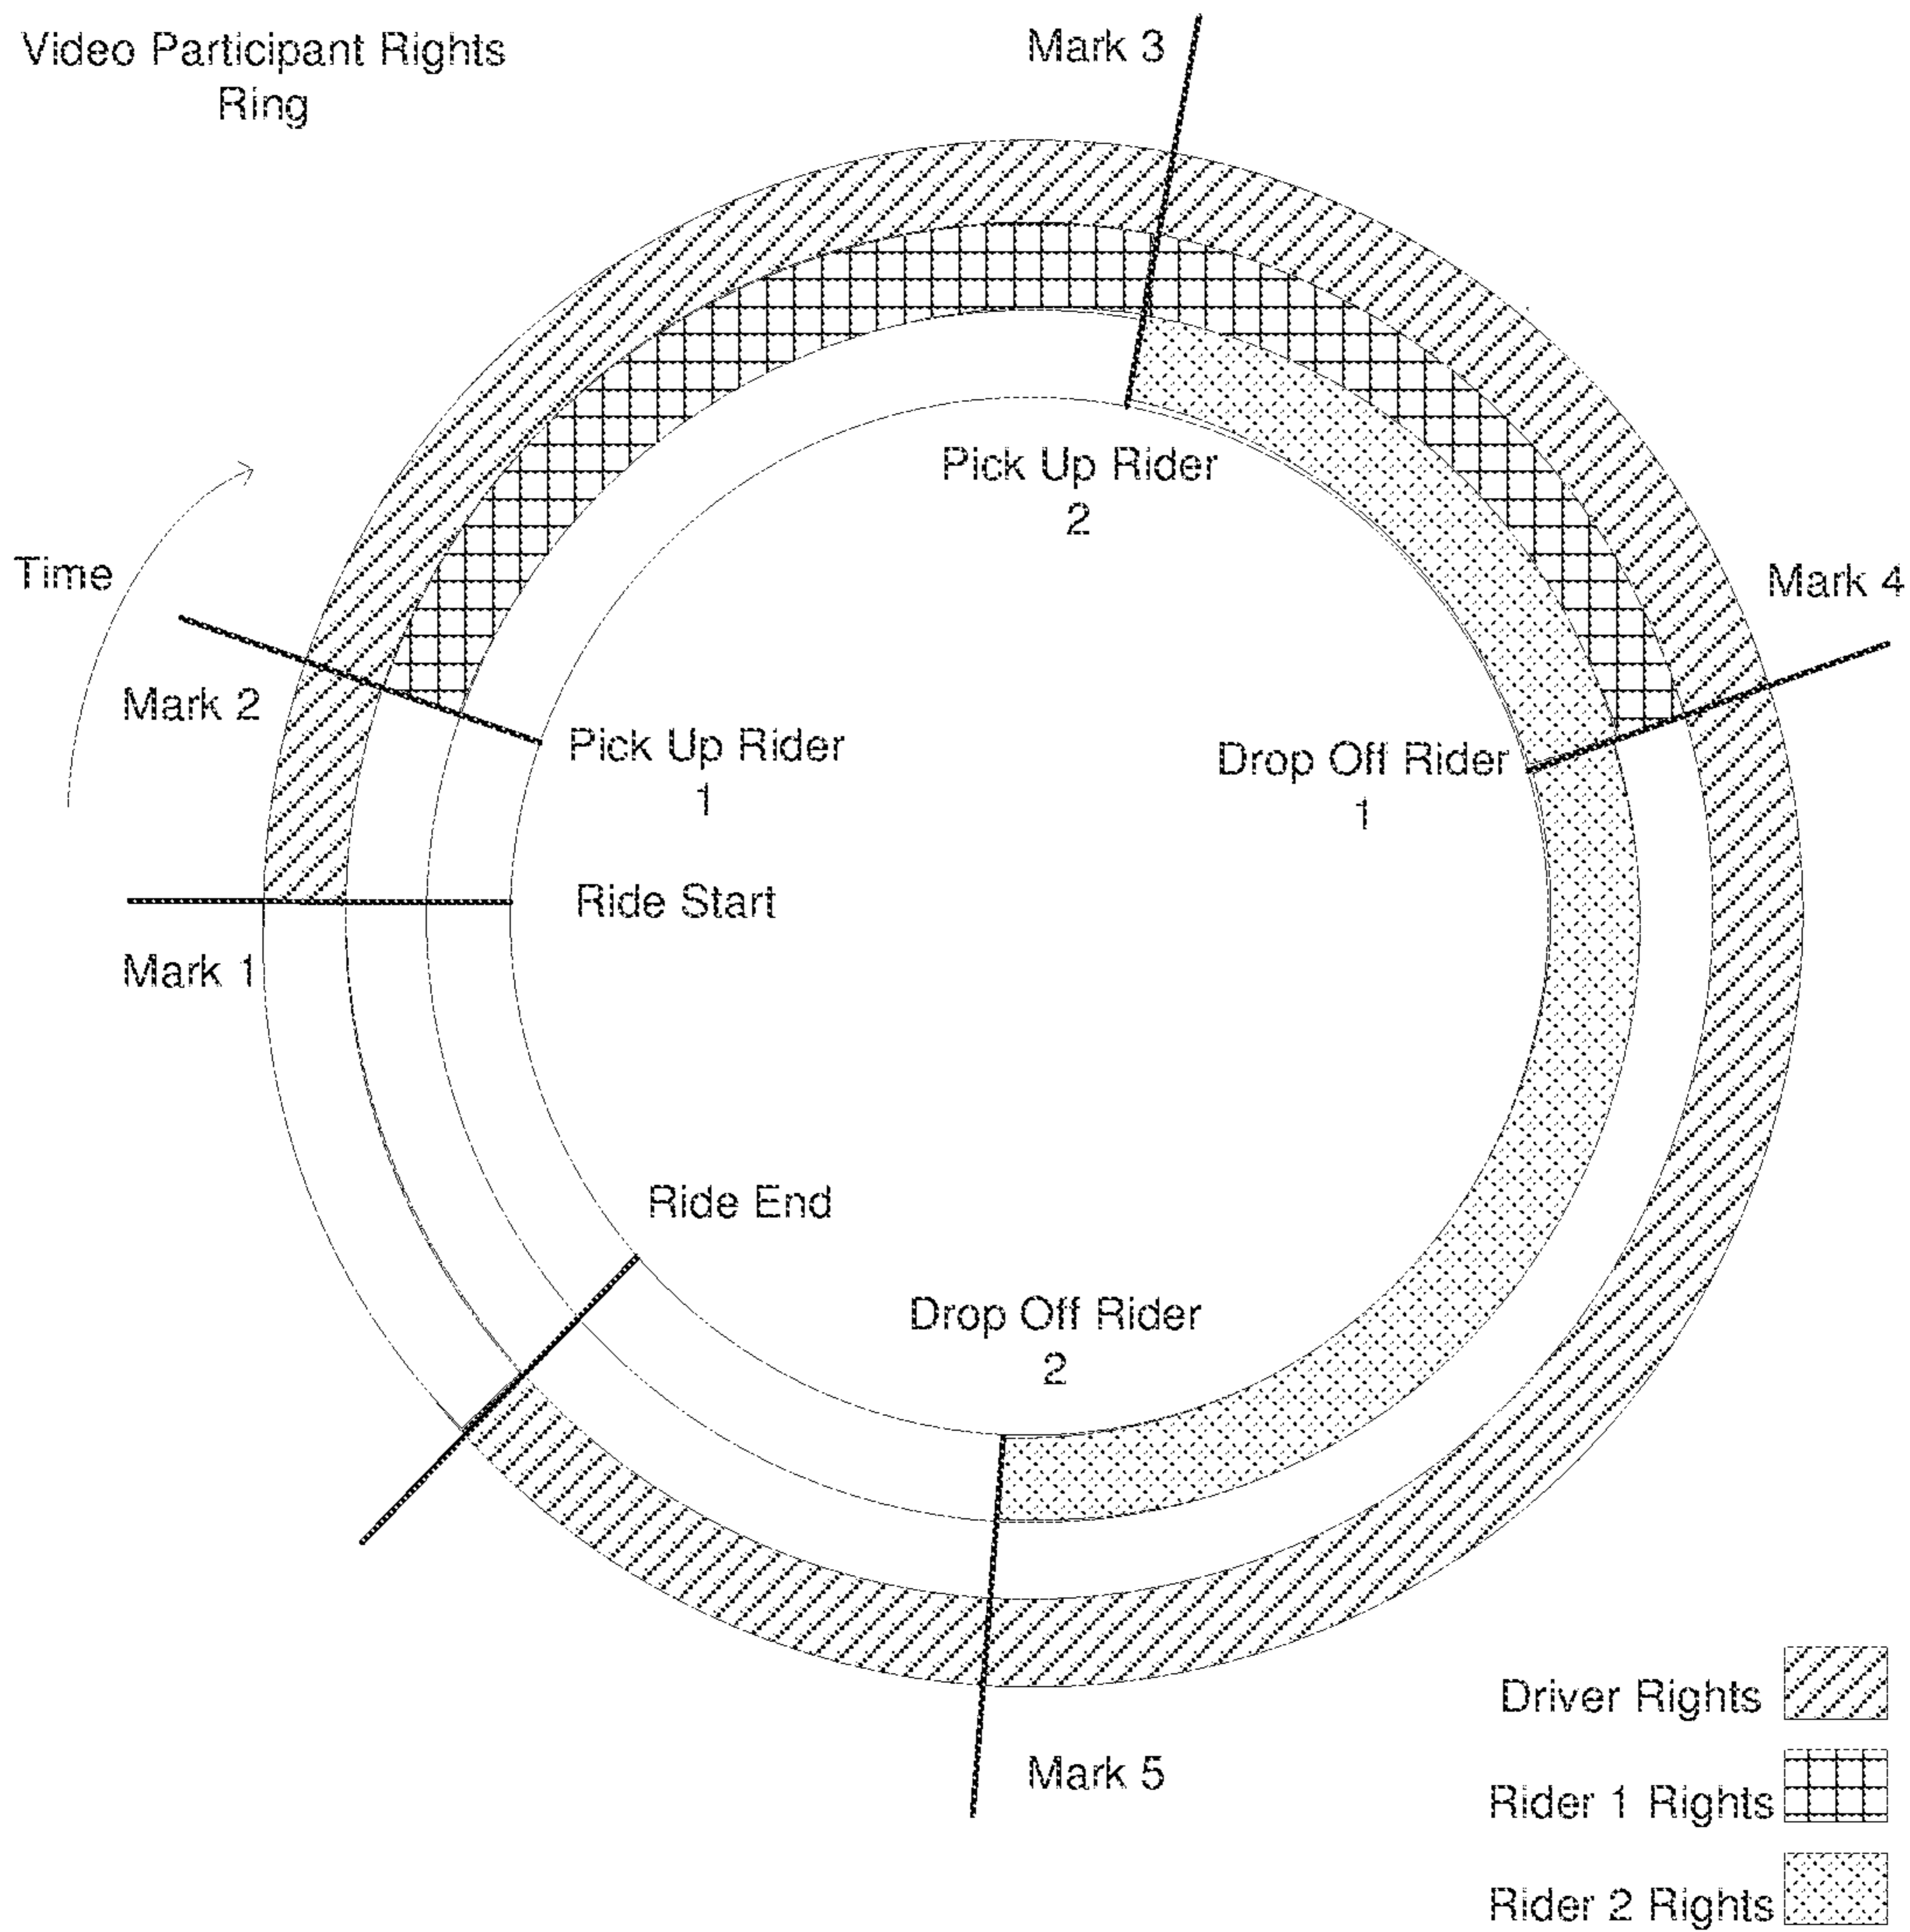 Video Participant Rights
Ring
Mark 3
Pick Up Rider
2
Time
Mark 4
Mark 2
Pick Up Rider
1
Drop Off Rider
1
Ride Start
Mark 1
Ride End
Drop Off Rider
2
Mark 5
Driver Rights
Rider 1 Rights
Rider 2 Rights